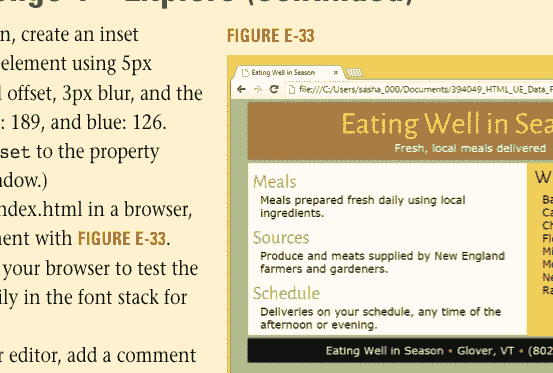 Explore (continued)
n, create an inset
element using 5px
offset, 3px blur, and the
: 189, and blue: 126.
set to the property
dow.)
ndex.html in a browser,
ent with FIGURE E-33.
your browser to test the
ily in the font stack for
r editor, add a comment
FIGURE E-33
Eating Well in Season
file:///C:/Users/sasha_000/Documents/394049_HTML_UE_Data_F
Eating Well in Sea
Fresh, local meals delivered
Meals
Meals prepared fresh daily using local
ingredients.
Sources
Produce and meats supplied by New England
farmers and gardeners.
Schedule
Deliveries on your schedule, any time of the
afternoon or evening.
W
Ba
Ca
Ch
Fl
Mi
Mo
Ne
Ra
Eating Well in Season • Glover, VT • (802